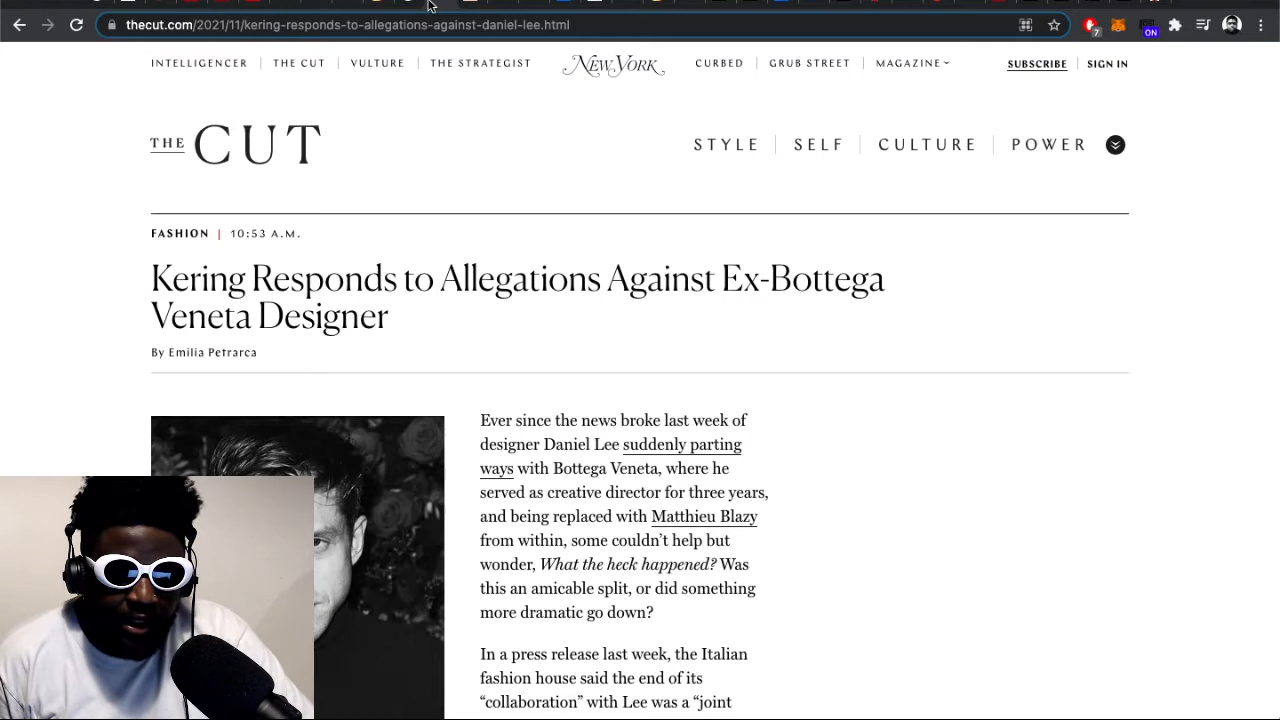 thecut.com/2021/11/kering-responds-to-allegations-against-daniel-lee.html
7
ON
INTELLIGENCER THE CUT VULTURE THE STRATEGIST NEW YORK CURBED GRUB STREET MAGAZINE SUBSCRIBE SIGN IN
THE CUT
STYLE SELF CULTURE POWER
FASHION | 10:53 A.M.
Kering Responds to Allegations Against Ex-Bottega
Veneta Designer
By Emilia Petrarca
Ever since the news broke last week of
designer Daniel Lee suddenly parting
ways with Bottega Veneta, where he
served as creative director for three years,
and being replaced with Matthieu Blazy
from within, some couldn’t help but
wonder, What the heck happened? Was
this an amicable split, or did something
more dramatic go down?
In a press release last week, the Italian
fashion house said the end of its
“collaboration” with Lee was a “joint